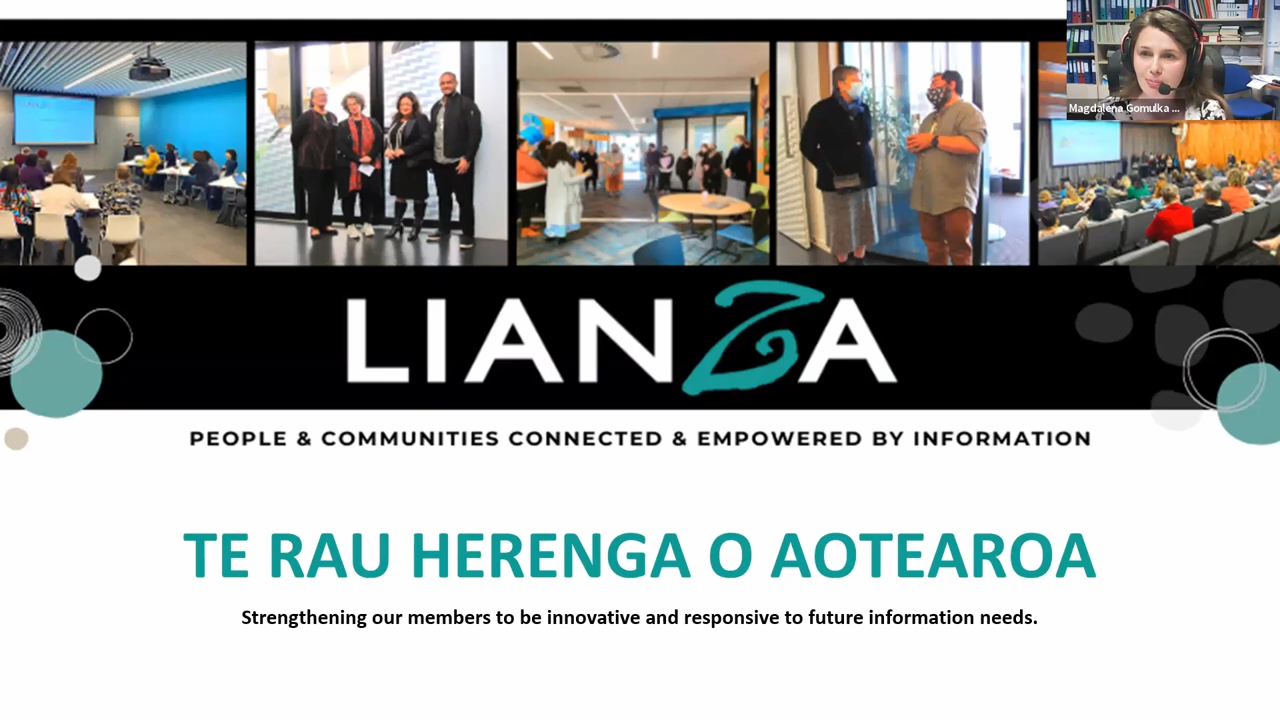 Magdalena Gomulka ...
LIANZA
PEOPLE & COMMUNITIES CONNECTED & EMPOWERED BY INFORMATION
TE RAU HERENGA O AOTEAROA
Strengthening our members to be innovative and responsive to future information needs.